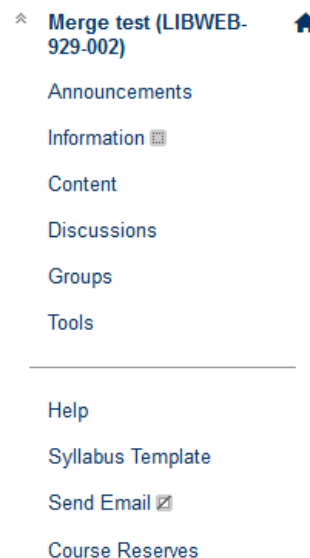 Merge test (LIBWEB-
929-002)
Announcements
Information
Content
Discussions
Groups
Tools
Help
Syllabus Template
Send Email
Course Reserves